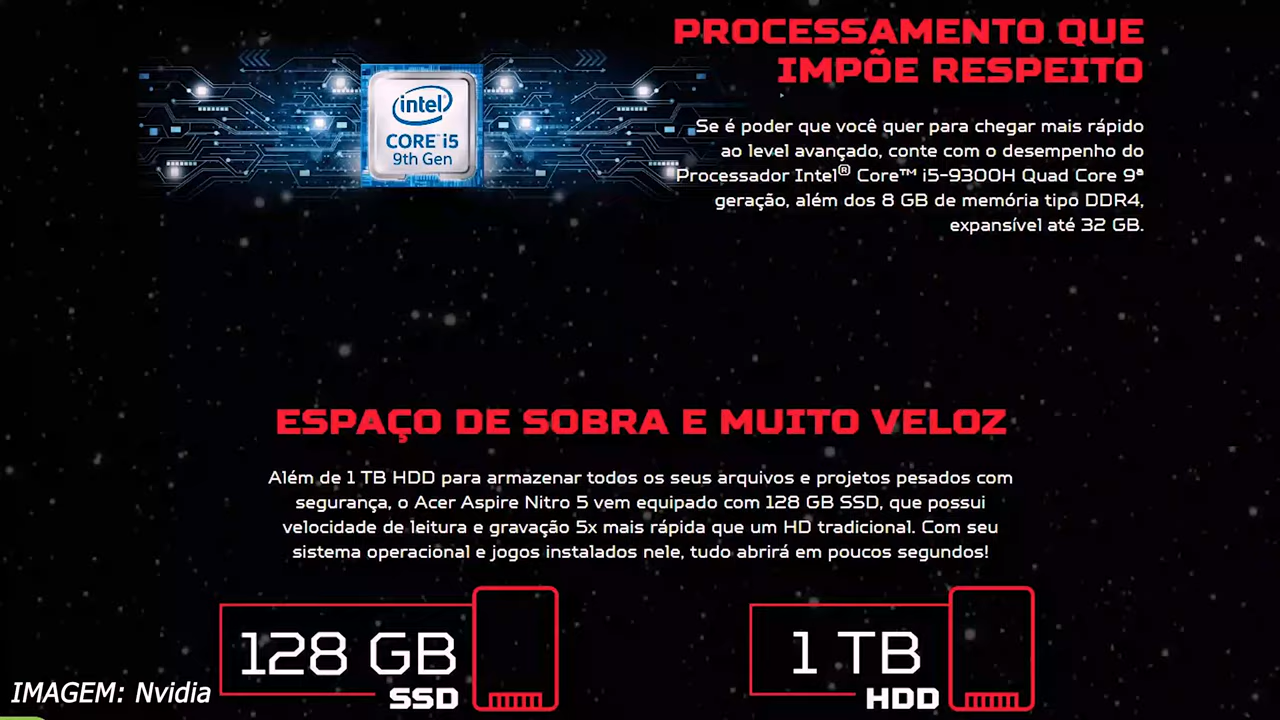 PROCESSAMENTO QUE
IMPÕE RESPEITO
intel
CORE™ i5
9th Gen
Se é poder que você quer para chegar mais rápido
ao level avançado, conte com o desempenho do
Processador Intel® Core™ i5-9300H Quad Core 9ª
geração, além dos 8 GB de memória tipo DDR4,
expansível até 32 GB.
ESPAÇO DE SOBRA E MUITO VELOZ
Além de 1 TB HDD para armazenar todos os seus arquivos e projetos pesados com
segurança, o Acer Aspire Nitro 5 vem equipado com 128 GB SSD, que possui
velocidade de leitura e gravação 5x mais rápida que um HD tradicional. Com seu
sistema operacional e jogos instalados nele, tudo abrirá em poucos segundos!
128 GB
SSD
1 TB
HDD
IMAGEM: Nvidia